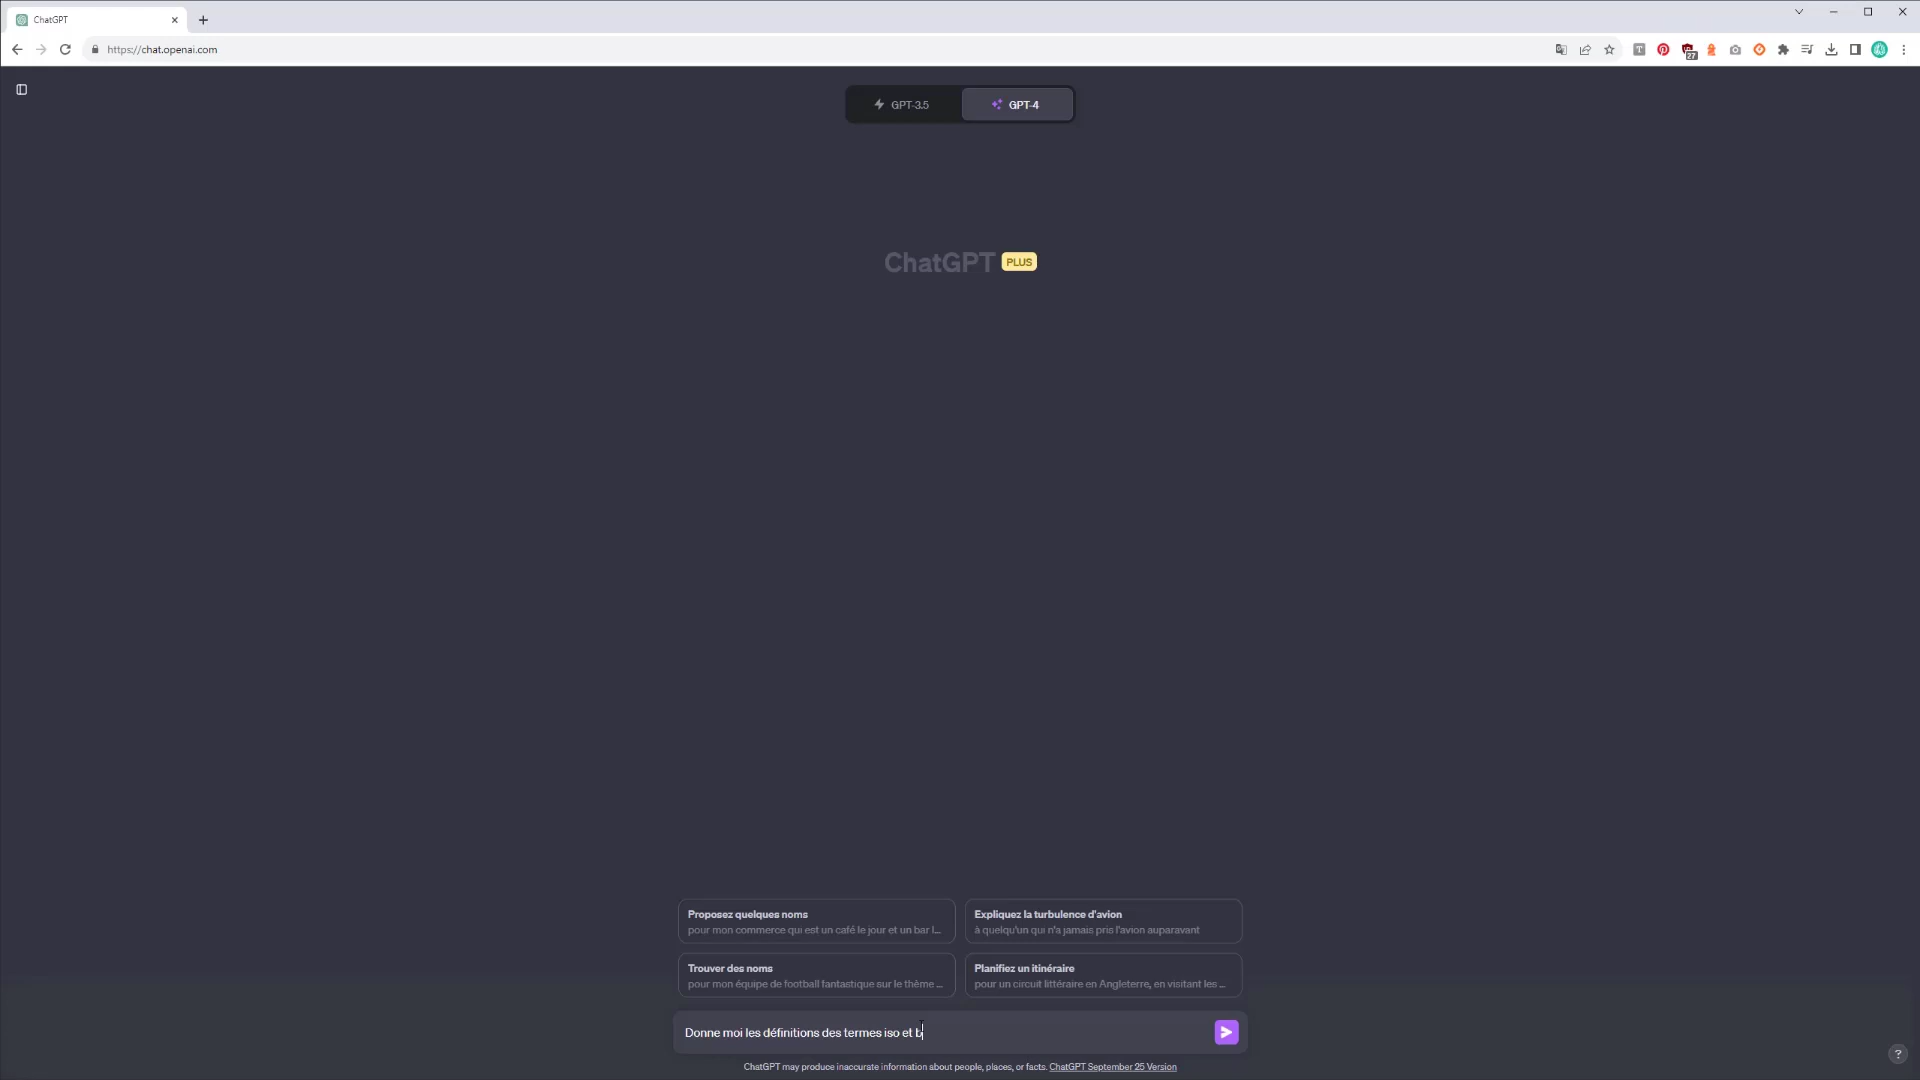 ChatGPT
https://chat.openai.com
27
GPT-3.5
GPT-4
ChatGPT PLUS
Proposez quelques noms
pour mon commerce qui est un café le jour et un bar l...
Expliquez la turbulence d'avion
à quelqu'un qui n'a jamais pris l'avion auparavant
Trouver des noms
pour mon équipe de football fantastique sur le thème ...
Planifiez un itinéraire
pour un circuit littéraire en Angleterre, en visitant les ...
Donne moi les définitions des termes iso et b
ChatGPT may produce inaccurate information about people, places, or facts. ChatGPT September 25 Version
?